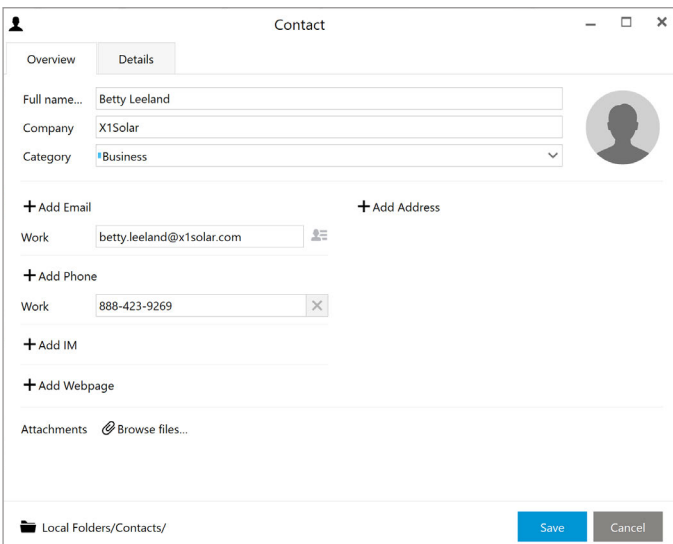 Contact
Overview Details
Full name... Betty Leeland
Company X1Solar
Category Business
Add Email Add Address
Work betty.leeland@x1solar.com
Add Phone
Work 888-423-9269
Add IM
Add Webpage
Attachments Browse files...
Local Folders/Contacts/ Save Cancel